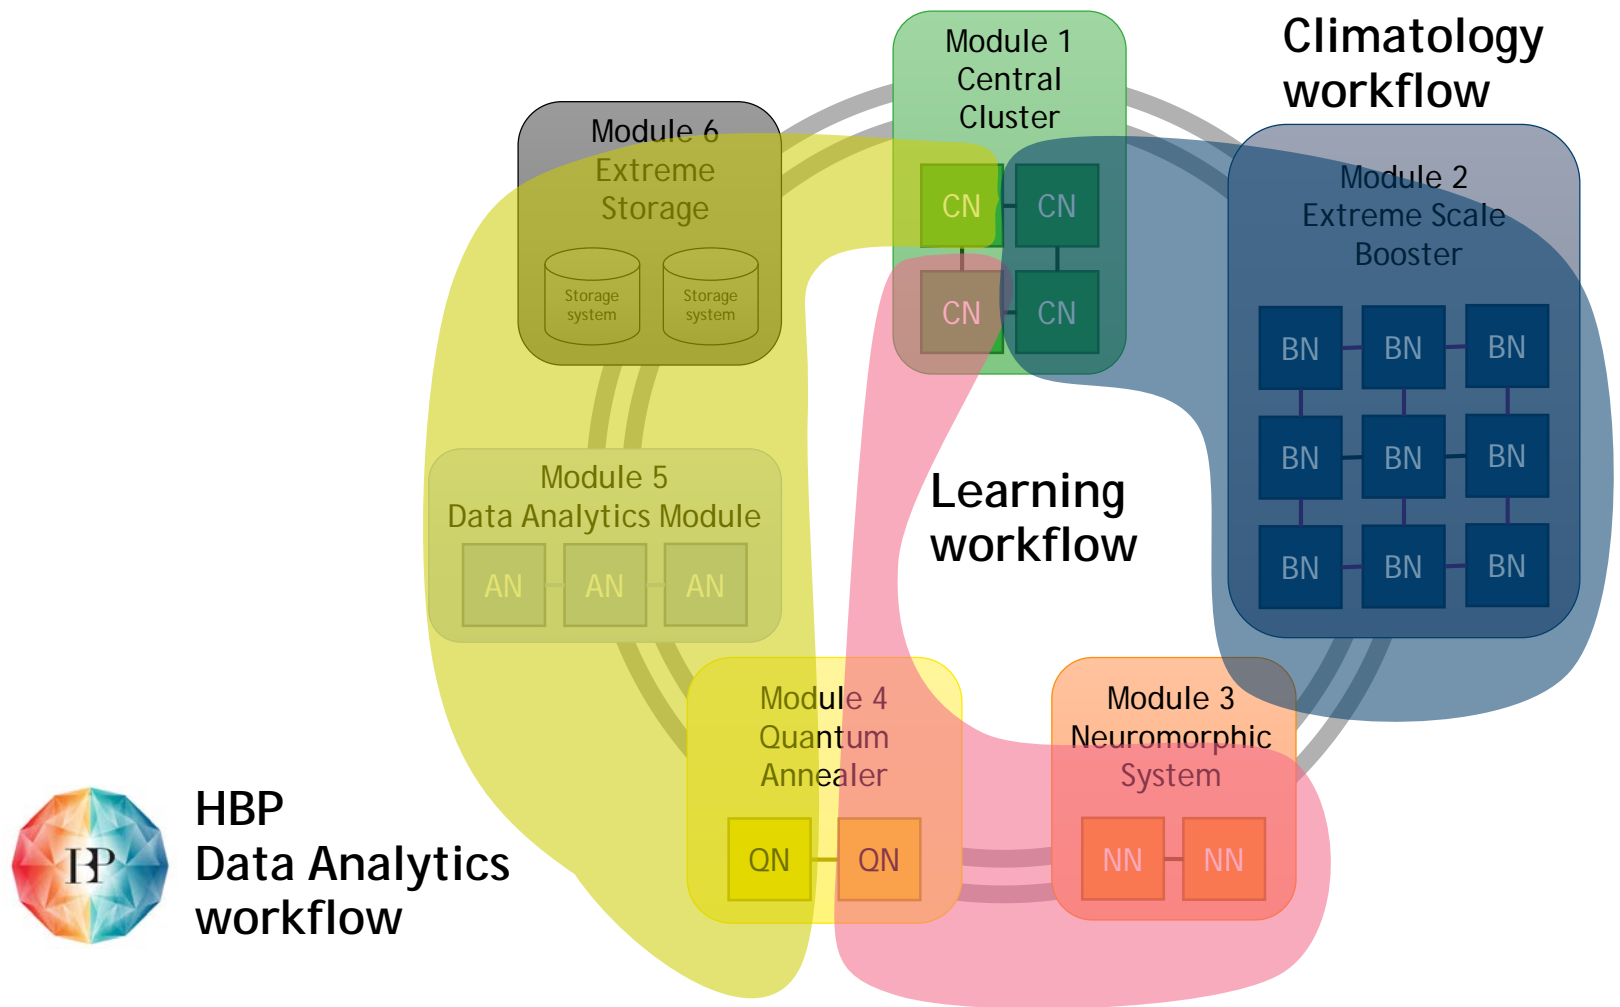 Climatology
workflow
Module 1
Central
Cluster
CN
CN
CN
CN
Module 2
Extreme Scale
Booster
BN
BN
BN
BN
BN
BN
BN
BN
BN
Module 6
Extreme
Storage
Storage
system
Storage
system
Module 5
Data Analytics Module
AN
AN
AN
Learning
workflow
Module 4
Quantum
Annealer
QN
QN
Module 3
Neuromorphic
System
NN
NN
HBP
HBP
Data Analytics
workflow